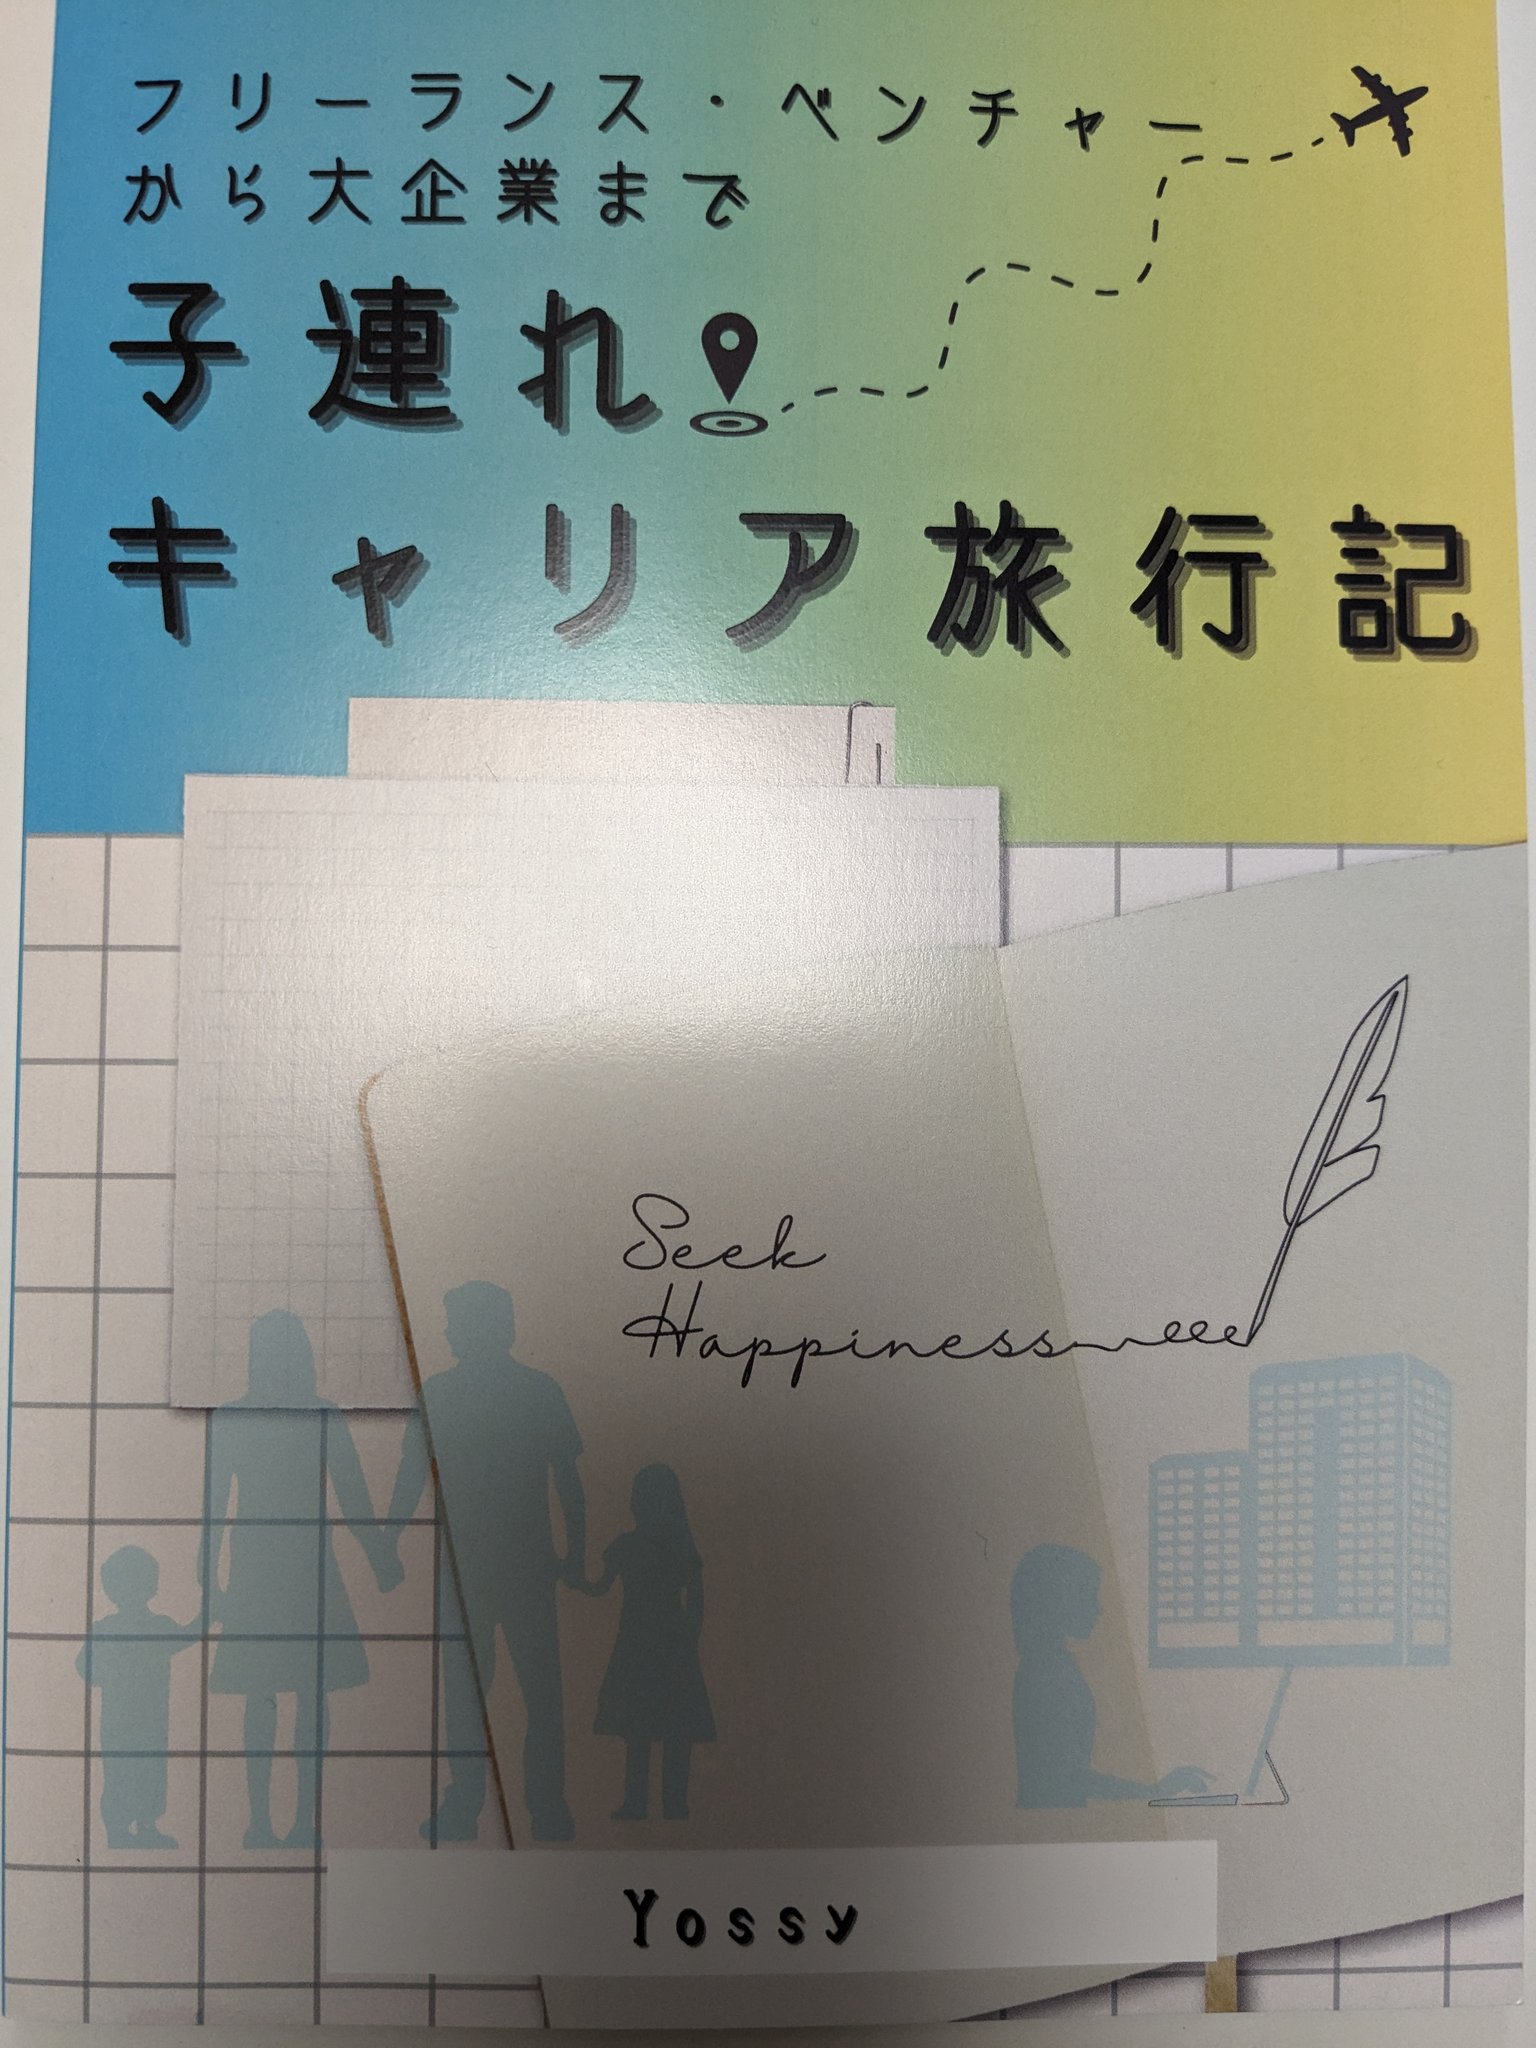 フリーランス・ベンチャー
から大企業まで
子連れ
キャリア旅行記
Seek
Happiness
Yossy